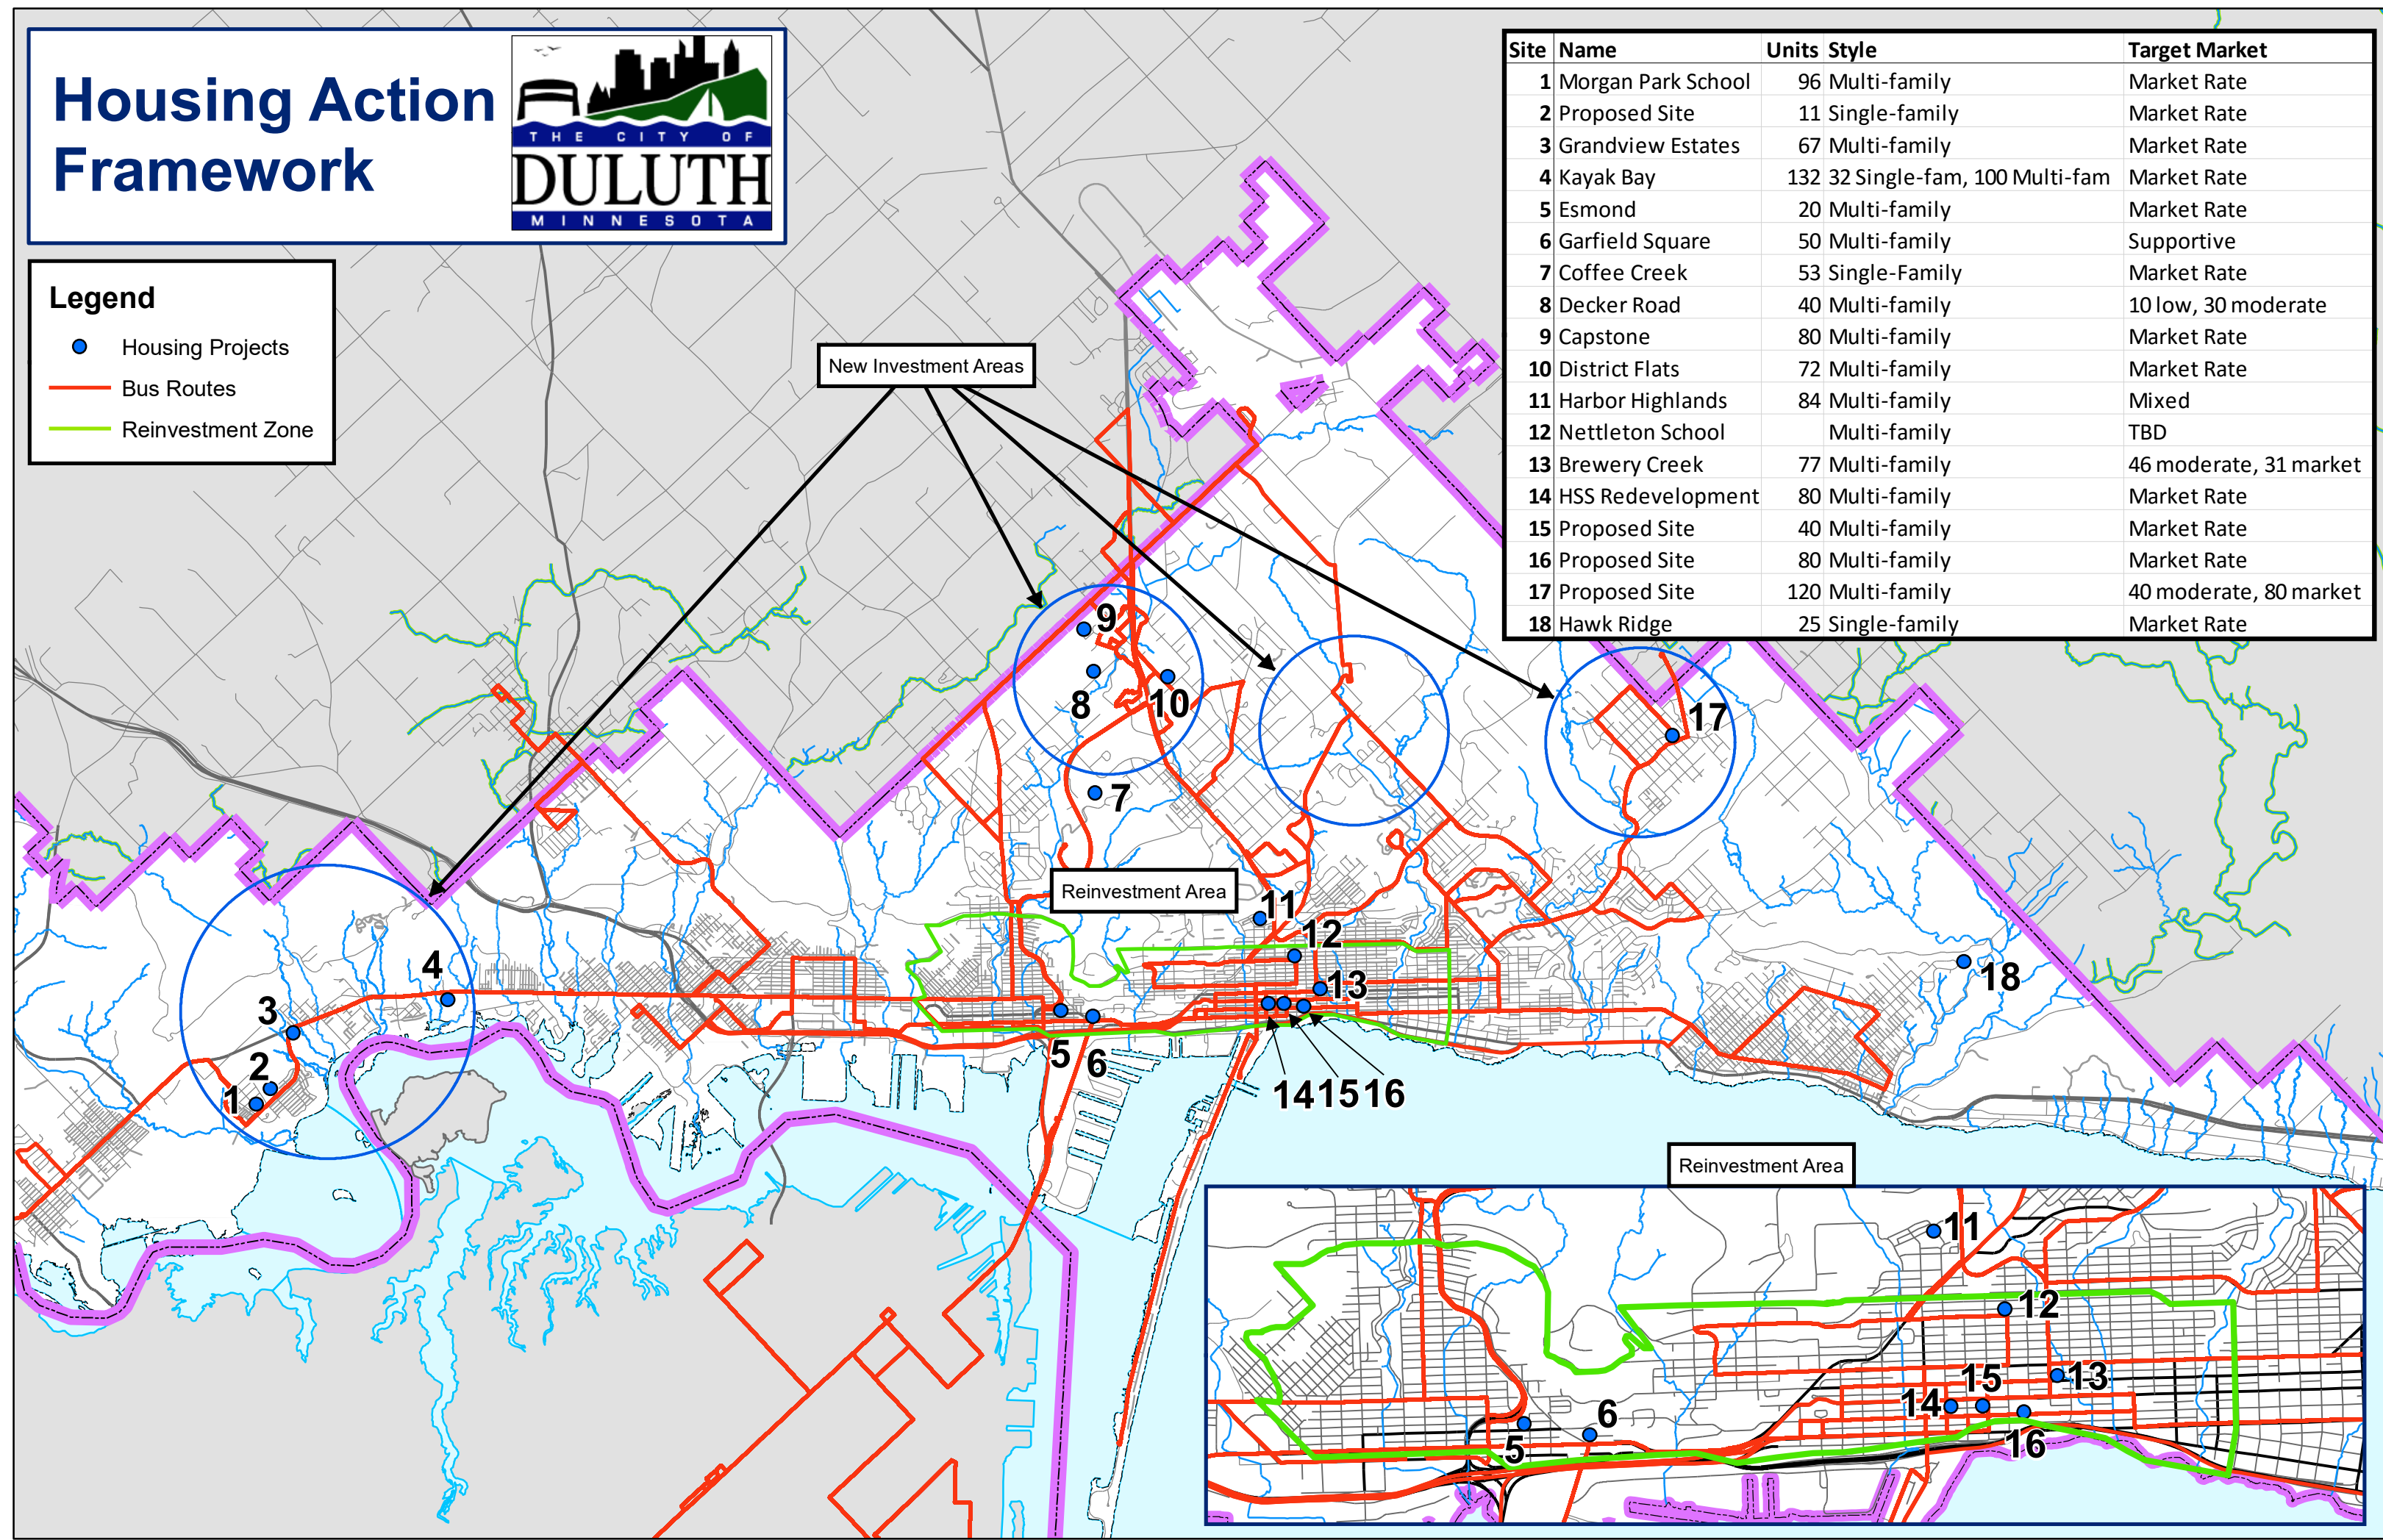 Housing Action
Framework
THE CITY OF
DULUTH
MINNESOTA
Legend
Housing Projects
Bus Routes
Reinvestment Zone
Site Name Units Style Target Market
1 Morgan Park School 96 Multi-family Market Rate
2 Proposed Site 11 Single-family Market Rate
3 Grandview Estates 67 Multi-family Market Rate
4 Kayak Bay 132 32 Single-fam, 100 Multi-fam Market Rate
5 Esmond 20 Multi-family Market Rate
6 Garfield Square 50 Multi-family Supportive
7 Coffee Creek 53 Single-Family Market Rate
8 Decker Road 40 Multi-family 10 low, 30 moderate
9 Capstone 80 Multi-family Market Rate
10 District Flats 72 Multi-family Market Rate
11 Harbor Highlands 84 Multi-family Mixed
12 Nettleton School Multi-family TBD
13 Brewery Creek 77 Multi-family 46 moderate, 31 market
14 HSS Redevelopment 80 Multi-family Market Rate
15 Proposed Site 40 Multi-family Market Rate
16 Proposed Site 80 Multi-family Market Rate
17 Proposed Site 120 Multi-family 40 moderate, 80 market
18 Hawk Ridge 25 Single-family Market Rate
New Investment Areas
9
8
10
17
7
Reinvestment Area
11
12
4
18
13
3
5
6
2
1
14 15 16
Reinvestment Area
11
12
13
15
14
6
5
16